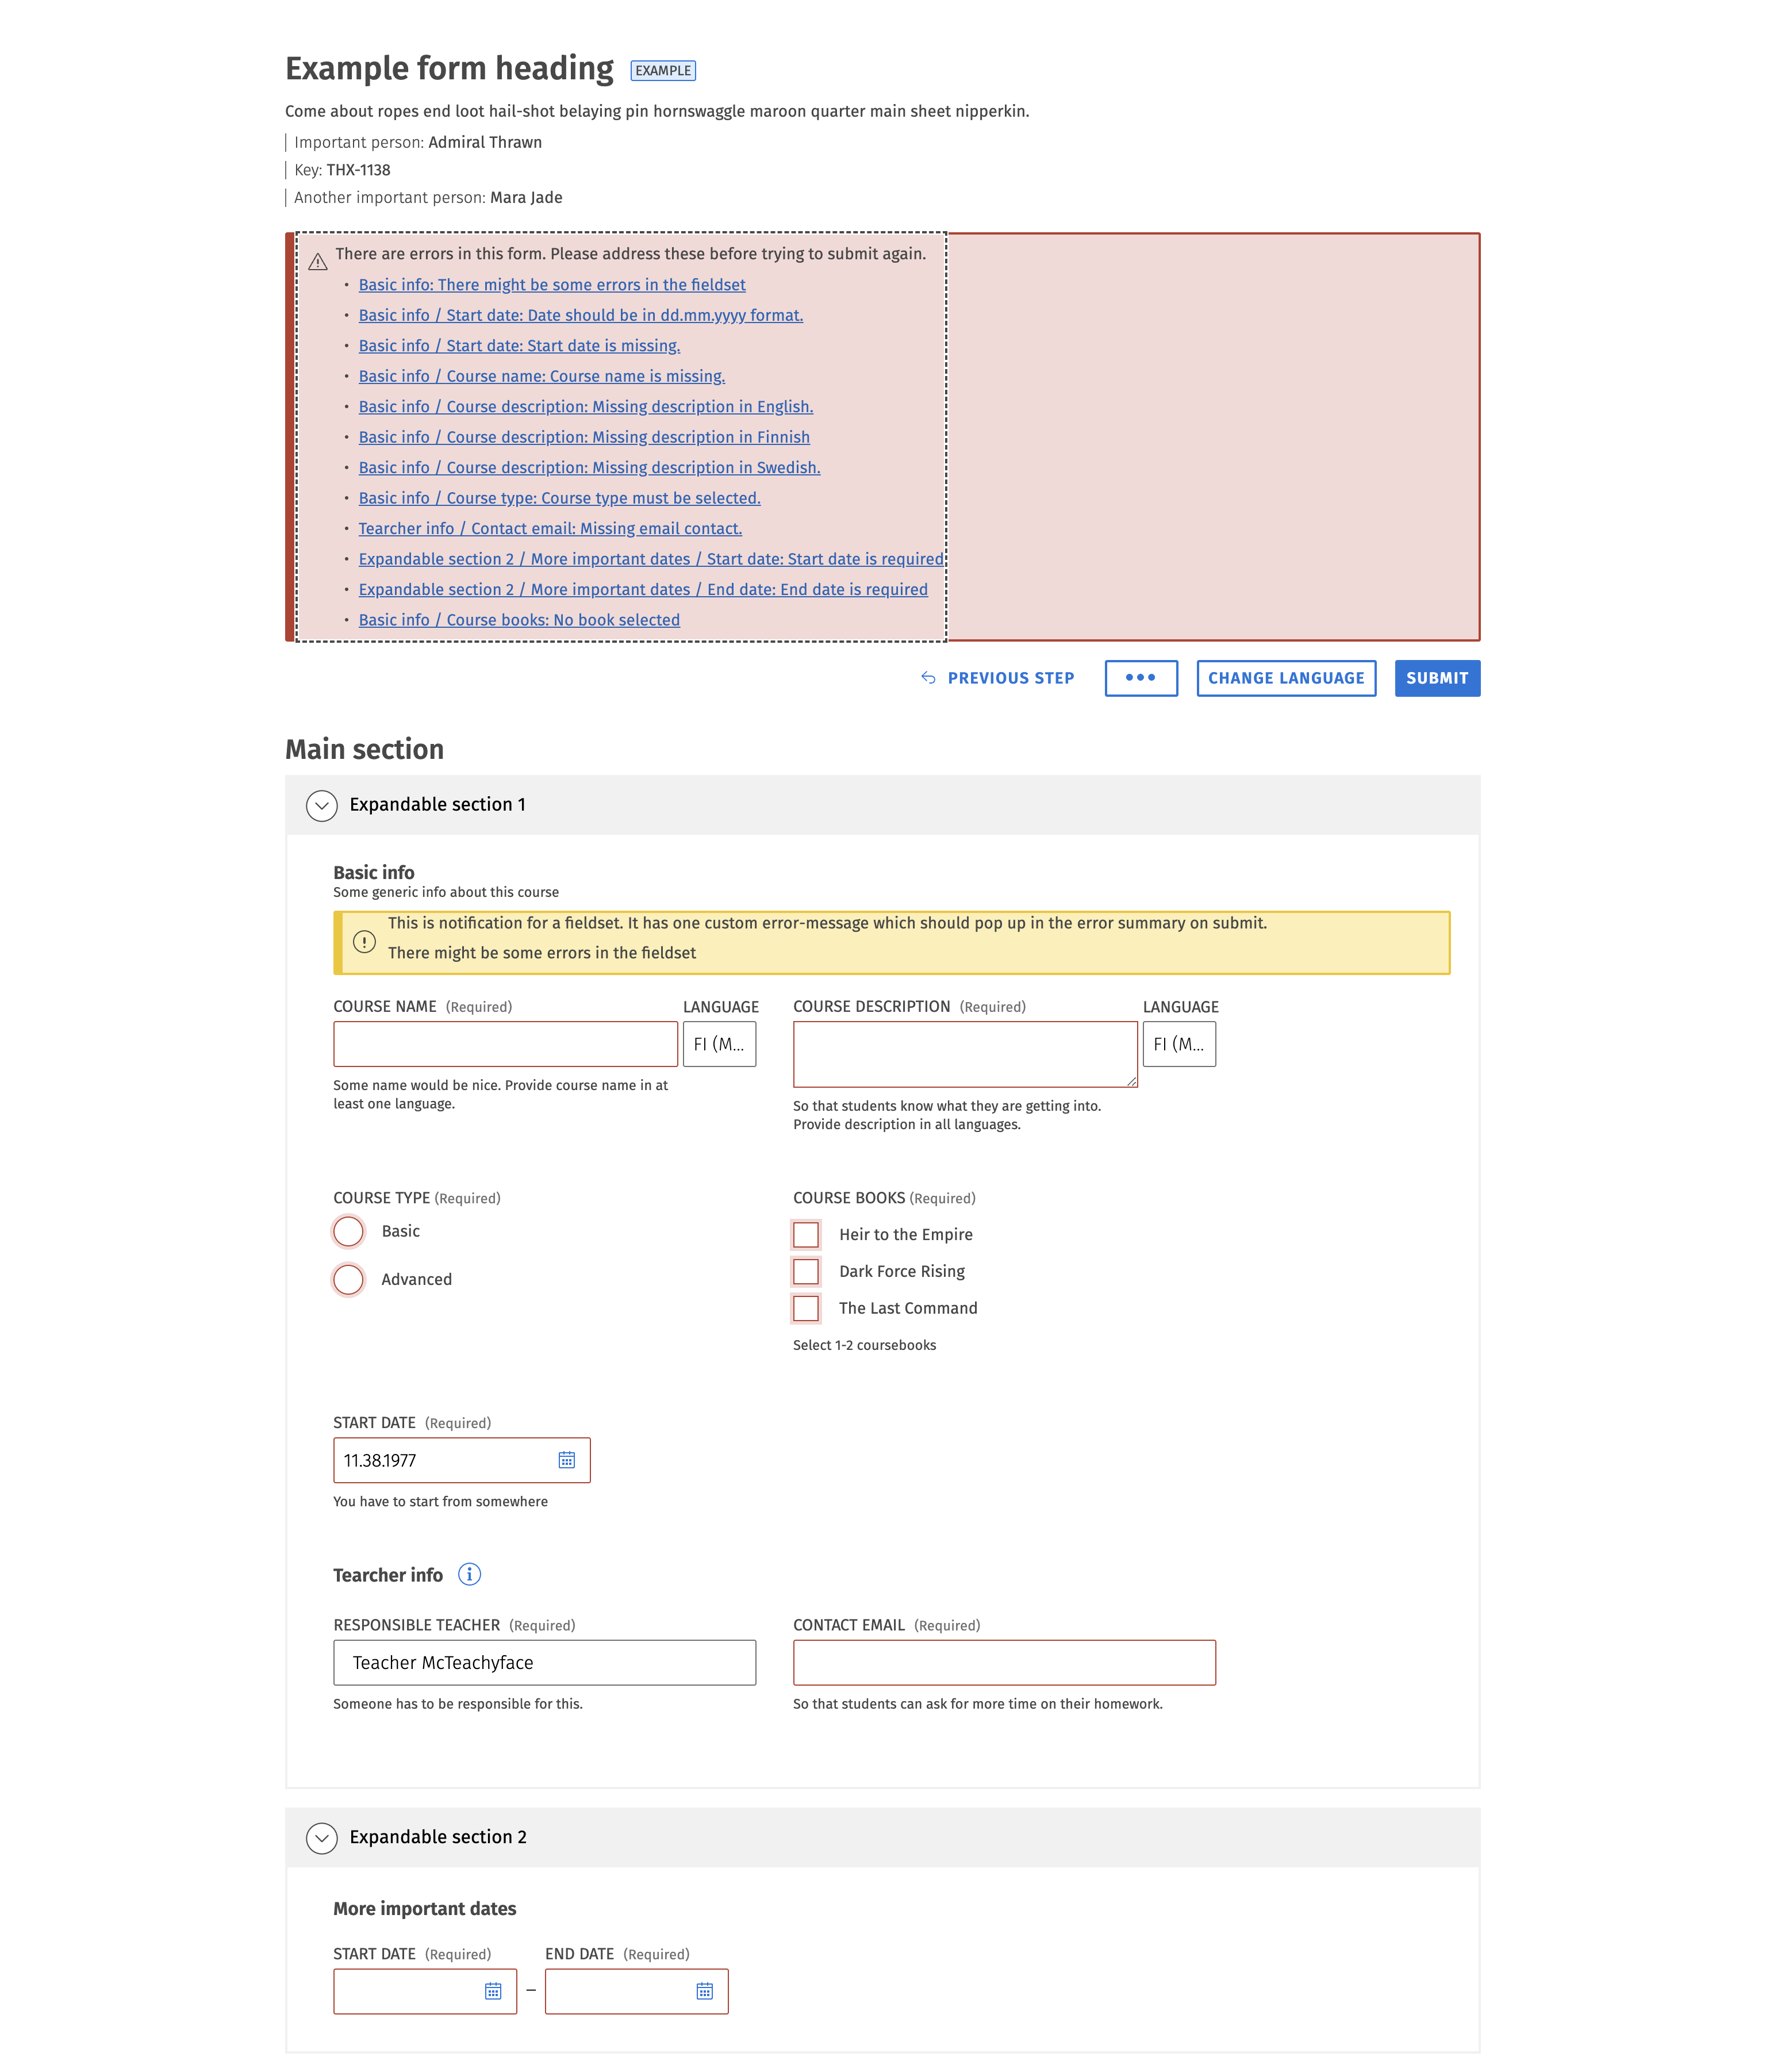 Example form heading EXAMPLE
Come about ropes end loot hail-shot belaying pin hornswaggle maroon quarter main sheet nipperkin.
Important person: Admiral Thrawn
Key: THX-1138
Another important person: Mara Jade
There are errors in this form. Please address these before trying to submit again.
• Basic info: There might be some errors in the fieldset
• Basic info / Start date: Date should be in dd.mm.yyyy format.
• Basic info / Start date: Start date is missing.
• Basic info / Course name: Course name is missing.
• Basic info / Course description: Missing description in English.
• Basic info / Course description: Missing description in Finnish
• Basic info / Course description: Missing description in Swedish.
• Basic info / Course type: Course type must be selected.
• Tearcher info / Contact email: Missing email contact.
• Expandable section 2 / More important dates / Start date: Start date is required
• Expandable section 2 / More important dates / End date: End date is required
• Basic info / Course books: No book selected
PREVIOUS STEP ••• CHANGE LANGUAGE SUBMIT
Main section
Expandable section 1
Basic info
Some generic info about this course
This is notification for a fieldset. It has one custom error-message which should pop up in the error summary on submit.
There might be some errors in the fieldset
COURSE NAME (Required) LANGUAGE COURSE DESCRIPTION (Required) LANGUAGE
FI (M... FI (M...
Some name would be nice. Provide course name in at
least one language.
So that students know what they are getting into.
Provide description in all languages.
COURSE TYPE (Required)
Basic
Advanced
COURSE BOOKS (Required)
Heir to the Empire
Dark Force Rising
The Last Command
Select 1-2 coursebooks
START DATE (Required)
11.38.1977
You have to start from somewhere
Tearcher info
RESPONSIBLE TEACHER (Required)
Teacher McTeachyface
Someone has to be responsible for this.
CONTACT EMAIL (Required)
So that students can ask for more time on their homework.
Expandable section 2
More important dates
START DATE (Required) END DATE (Required)
–